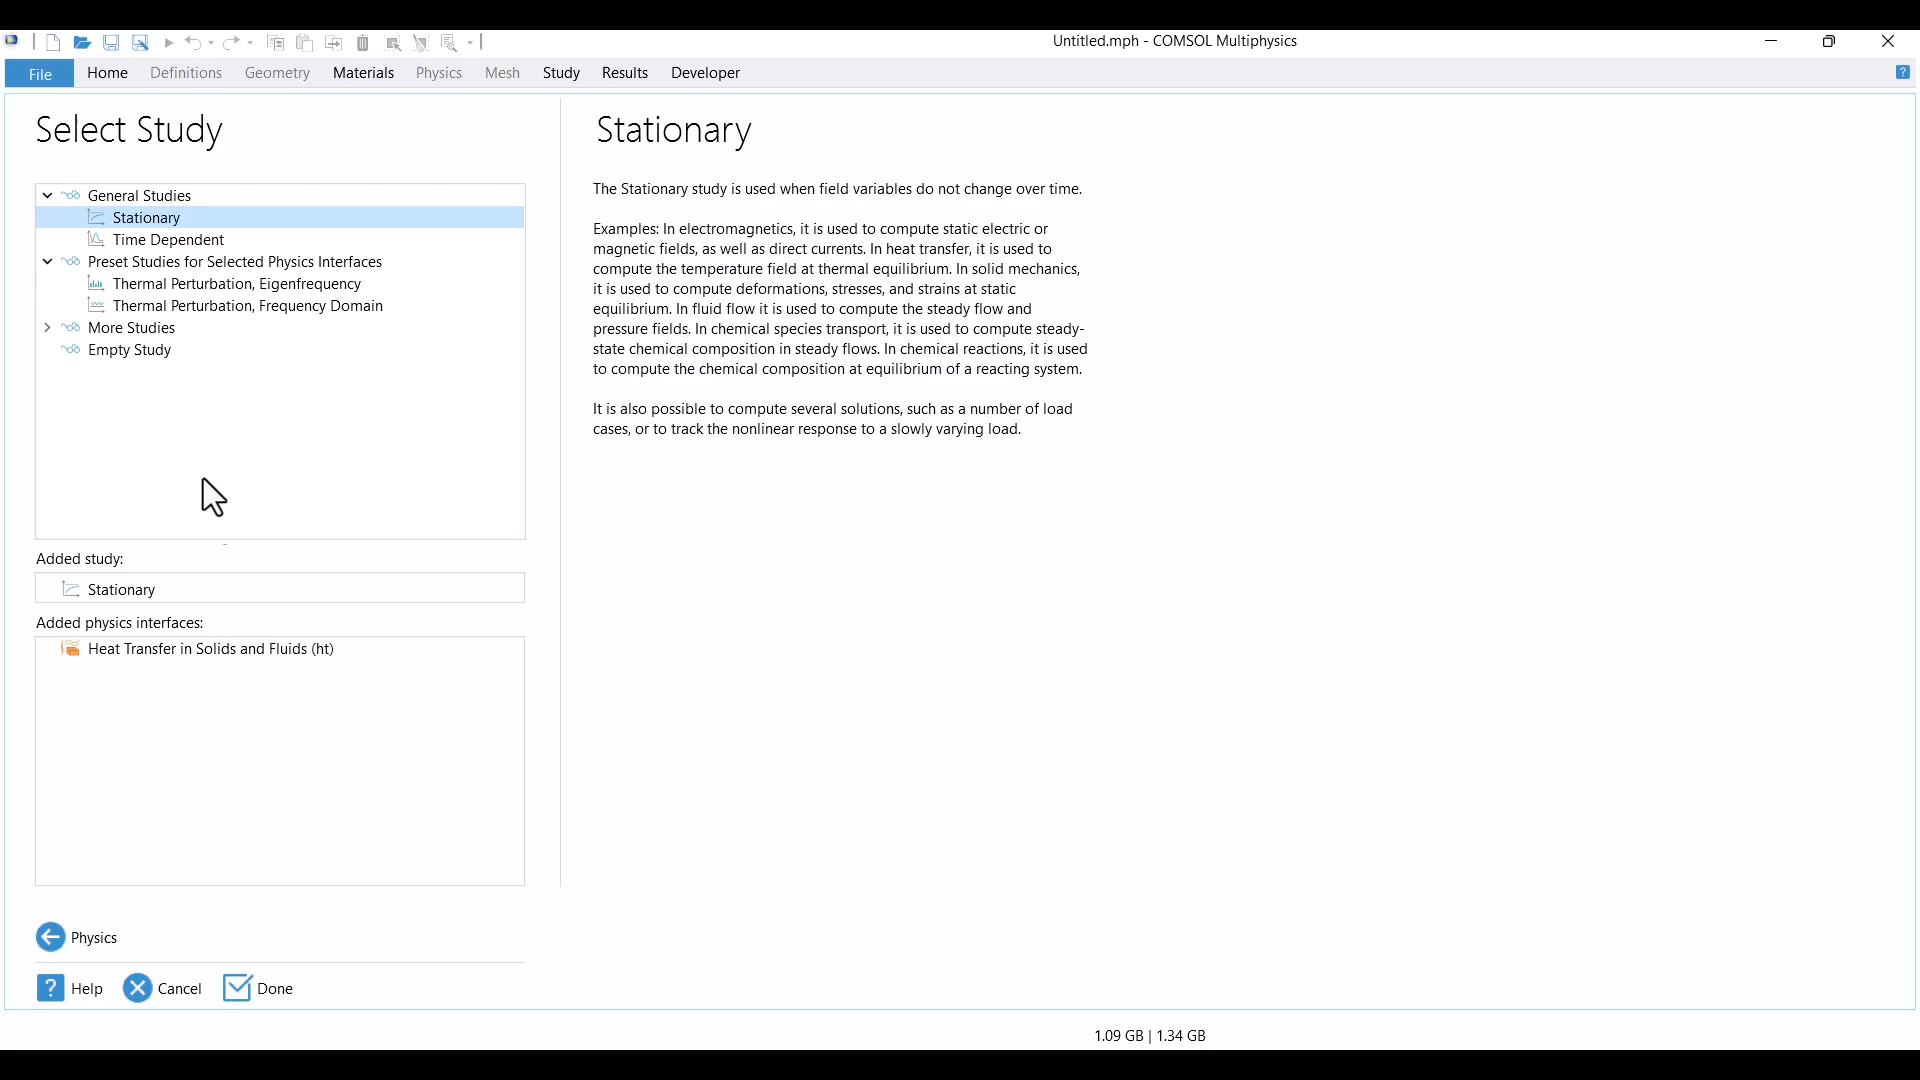 Untitled.mph - COMSOL Multiphysics
File Home Definitions Geometry Materials Physics Mesh Study Results Developer ?
Select Study
General Studies
Stationary
Time Dependent
Preset Studies for Selected Physics Interfaces
Thermal Perturbation, Eigenfrequency
Thermal Perturbation, Frequency Domain
More Studies
Empty Study
Added study:
Stationary
Added physics interfaces:
Heat Transfer in Solids and Fluids (ht)
Physics
? Help Cancel Done
Stationary
The Stationary study is used when field variables do not change over time.
Examples: In electromagnetics, it is used to compute static electric or
magnetic fields, as well as direct currents. In heat transfer, it is used to
compute the temperature field at thermal equilibrium. In solid mechanics,
it is used to compute deformations, stresses, and strains at static
equilibrium. In fluid flow it is used to compute the steady flow and
pressure fields. In chemical species transport, it is used to compute steady-
state chemical composition in steady flows. In chemical reactions, it is used
to compute the chemical composition at equilibrium of a reacting system.
It is also possible to compute several solutions, such as a number of load
cases, or to track the nonlinear response to a slowly varying load.
1.09 GB | 1.34 GB